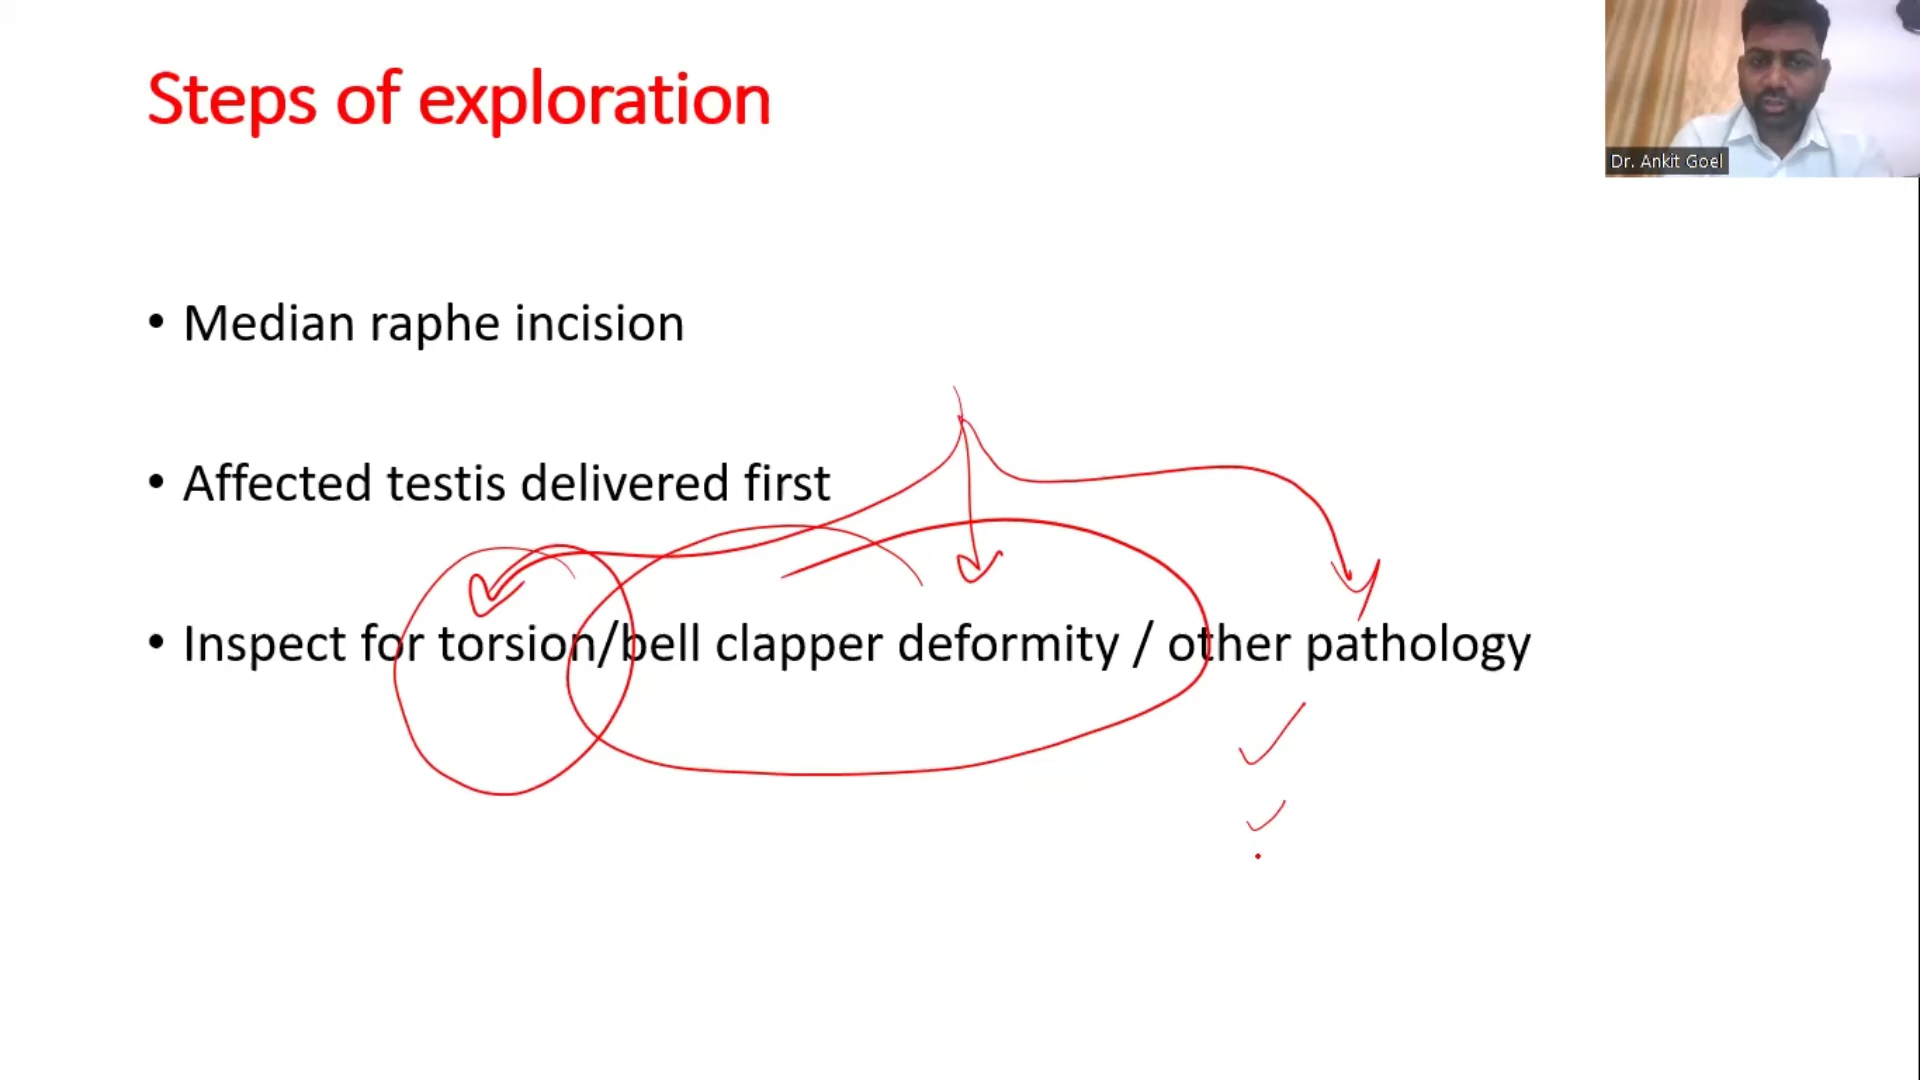 Steps of exploration
Dr. Ankit Goel
• Median raphe incision
• Affected testis delivered first
• Inspect for torsion/bell clapper deformity / other pathology